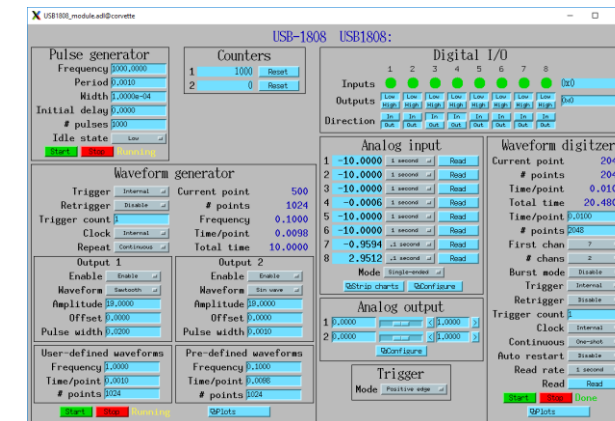 USB1808_module.adl@corvette
USB-1808 USB1808:
Pulse generator
Frequency 1000.0000
Period 0.0010
Width 1.0000e-04
Initial delay 0.0000
# pulses 1000
Idle state Low
Start Stop Running
Counters
1 1000 Reset
2 0 Reset
Digital I/O
1 2 3 4 5 6 7 8
Inputs 0x0
Outputs Low Low Low Low Low Low Low Low 0x0
High High High High High High High High
Direction In In In In In In In In
Out Out Out Out Out Out Out Out
Waveform generator
Trigger Internal Current point 500
Retrigger Disable # points 1024
Trigger count 1 Frequency 0.1000
Clock Internal Time/point 0.0098
Repeat Continuous Total time 10.0000
Output 1
Enable Enable
Waveform Sawtooth
Amplitude 19.0000
Offset 0.0000
Pulse width 0.0200
Output 2
Enable Enable
Waveform Sin wave
Amplitude 19.0000
Offset 0.0000
Pulse width 0.0010
User-defined waveforms
Frequency 1.0000
Time/point 0.0010
# points 1024
Pre-defined waveforms
Frequency 0.1000
Time/point 0.0098
# points 1024
Start Stop Running Plots
Analog input
1 -10.0000 1 second Read
2 -10.0000 1 second Read
3 -10.0000 1 second Read
4 -0.0006 1 second Read
5 -10.0000 1 second Read
6 -10.0000 1 second Read
7 -0.9594 .1 second Read
8 2.9512 .1 second Read
Mode Single-ended
Strip charts Configure
Analog output
1 0.0000 < 1.0000 >
2 0.0000 < 1.0000 >
Configure
Trigger
Mode Positive edge
Waveform digitizer
Current point 204
# points 204
Time/point 0.010
Total time 20.480
Time/point 0.0100
# points 2048
First chan 7
# chans 2
Burst mode Disable
Trigger Internal
Retrigger Disable
Trigger count 1
Clock Internal
Continuous One-shot
Auto restart Disable
Read rate 1 second
Read Read
Start Stop Done
Plots